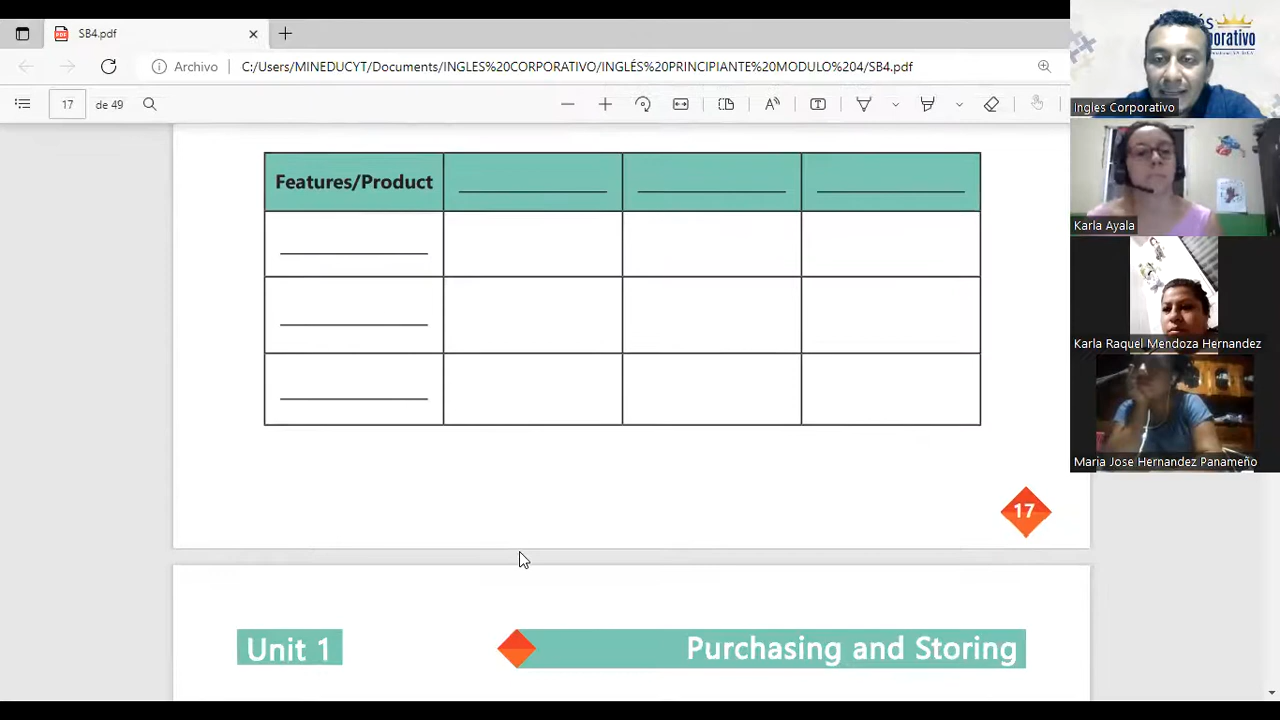 SB4.pdf
Archivo
C:/Users/MINEDUCYT/Documents/INGLES%20CORPORATIVO/INGLÉS%20PRINCIPIANTE%20MODULO%204/SB4.pdf
17
de 49
Features/Product
17
Unit 1
Purchasing and Storing
Ingles Corporativo
Karla Ayala
Karla Raquel Mendoza Hernandez
Maria Jose Hernandez Panameño